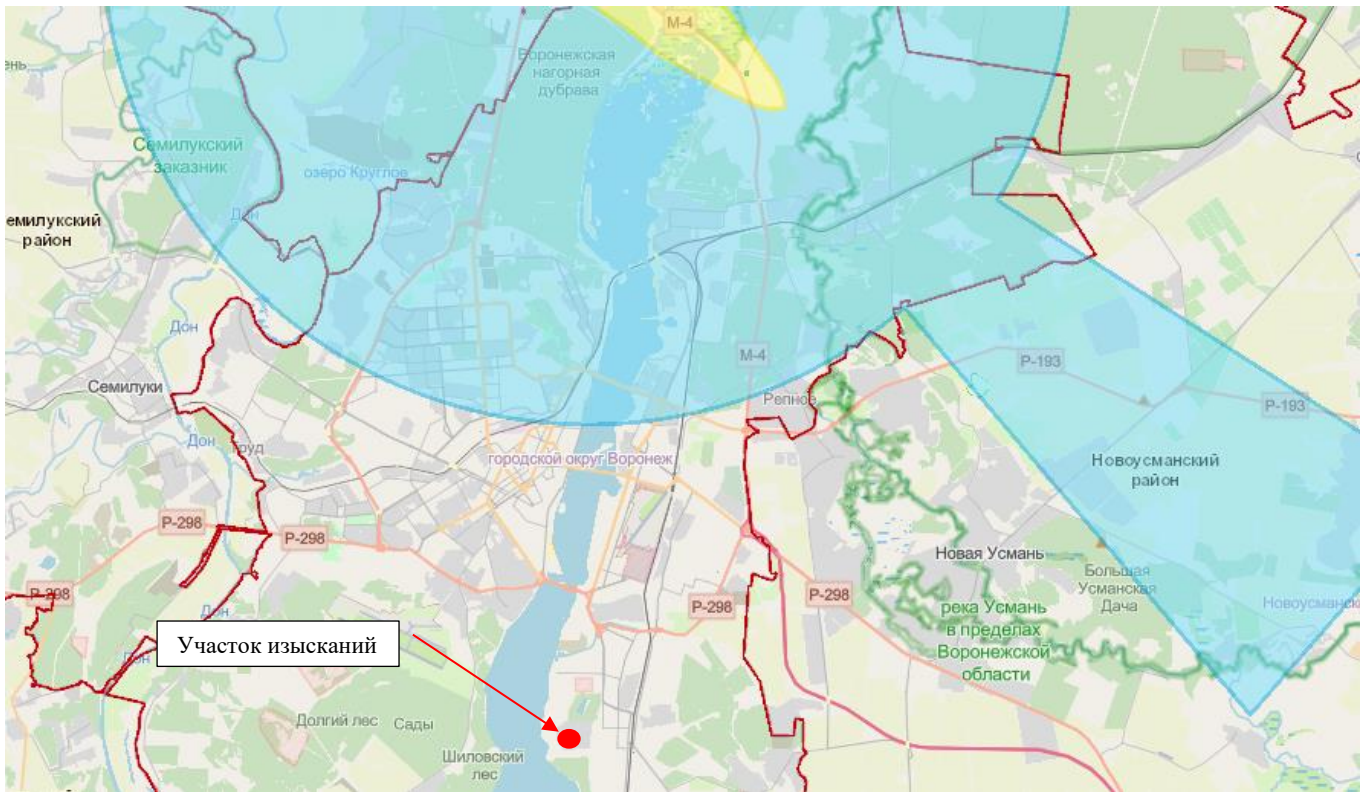 М-4
Воронежская
нагорная
дубрава
Семилукский
заказник
озеро Круглое
Дон
емилукский
район
Дон
М-4
Р-193
Семилуки
Репное
Р-193
Дон
Труд
городской округ Воронеж
Новоусманский
район
Р-298
Р-298
Новая Усмань
Большая
Усманская
Дача
Р-298
Р-298
Р-298
Дон
река Усмань
в пределах
Воронежской
области
Новоусманск
Участок изысканий
Дон
Долгий лес
Сады
Шиловский
лес